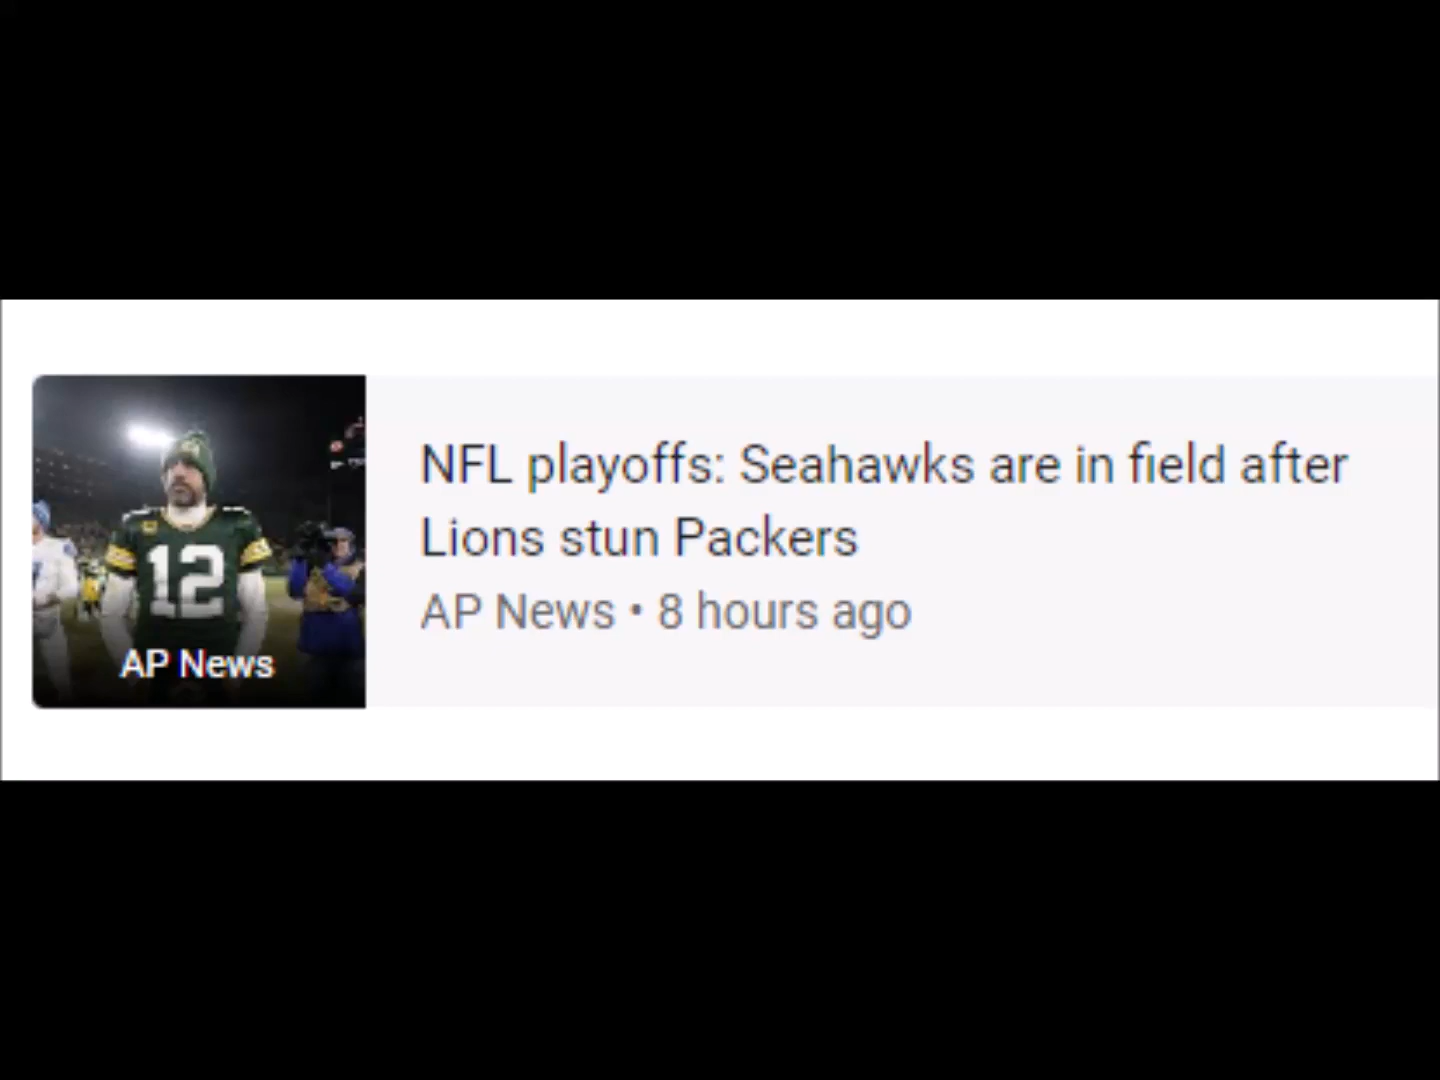 12
AP News
NFL playoffs: Seahawks are in field after
Lions stun Packers
AP News • 8 hours ago